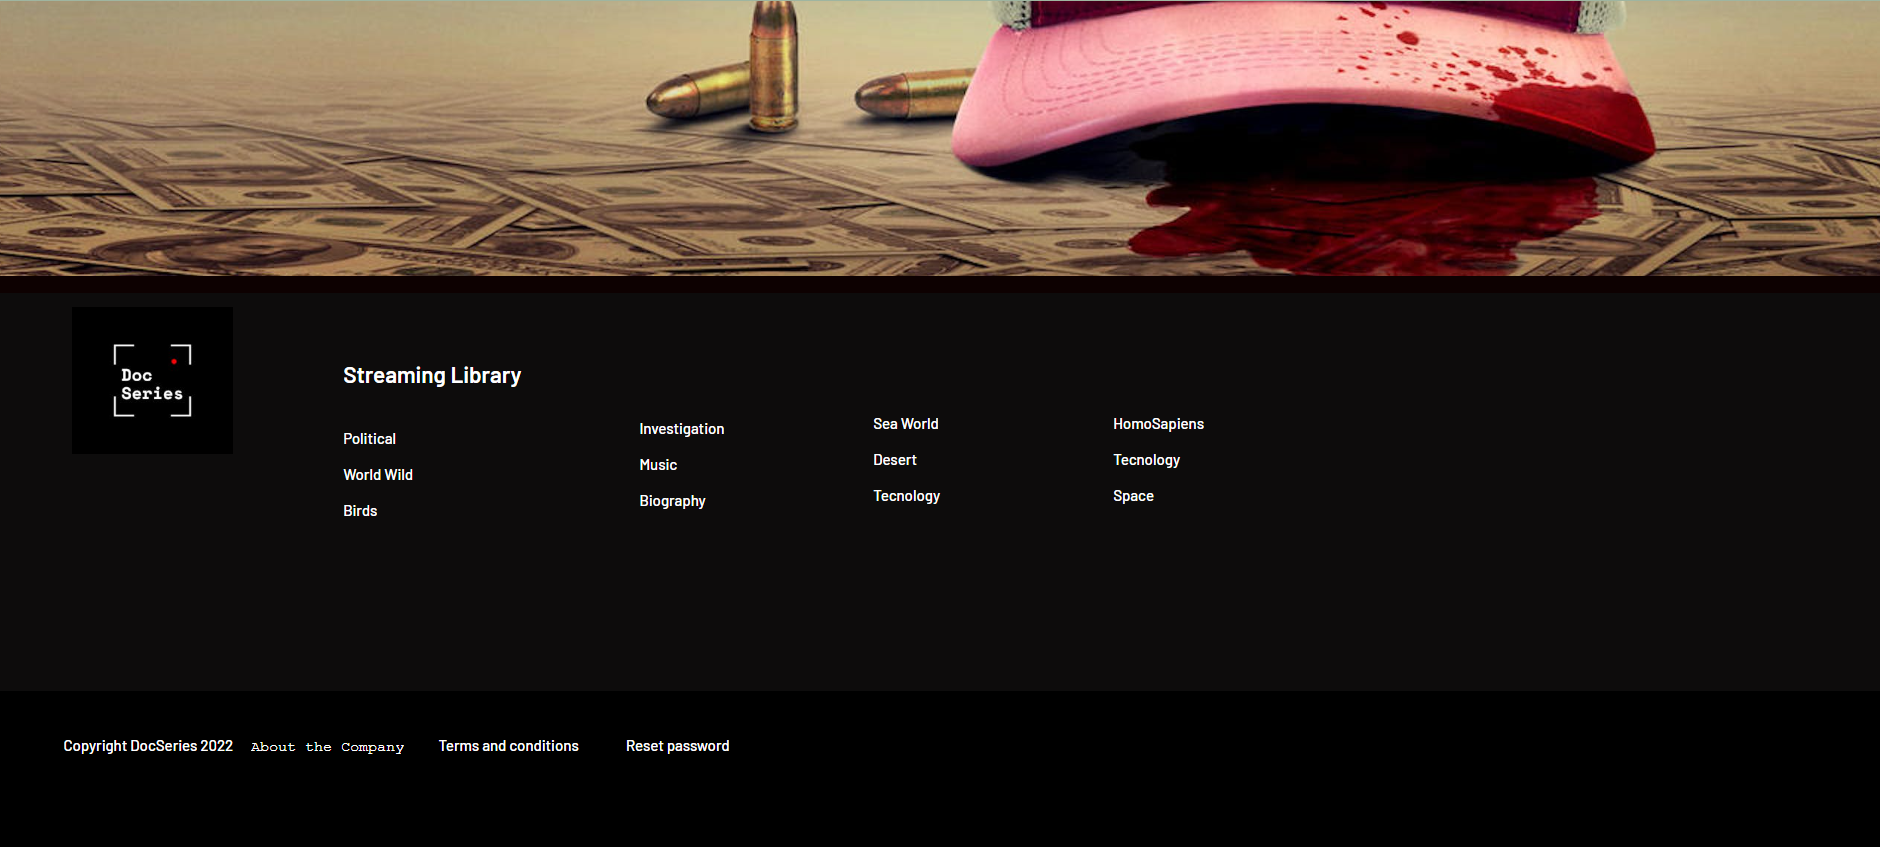 Doc
Series
Streaming Library
Political
World Wild
Birds
Investigation
Music
Biography
Sea World
Desert
Tecnology
HomoSapiens
Tecnology
Space
Copyright DocSeries 2022 About the Company Terms and conditions Reset password